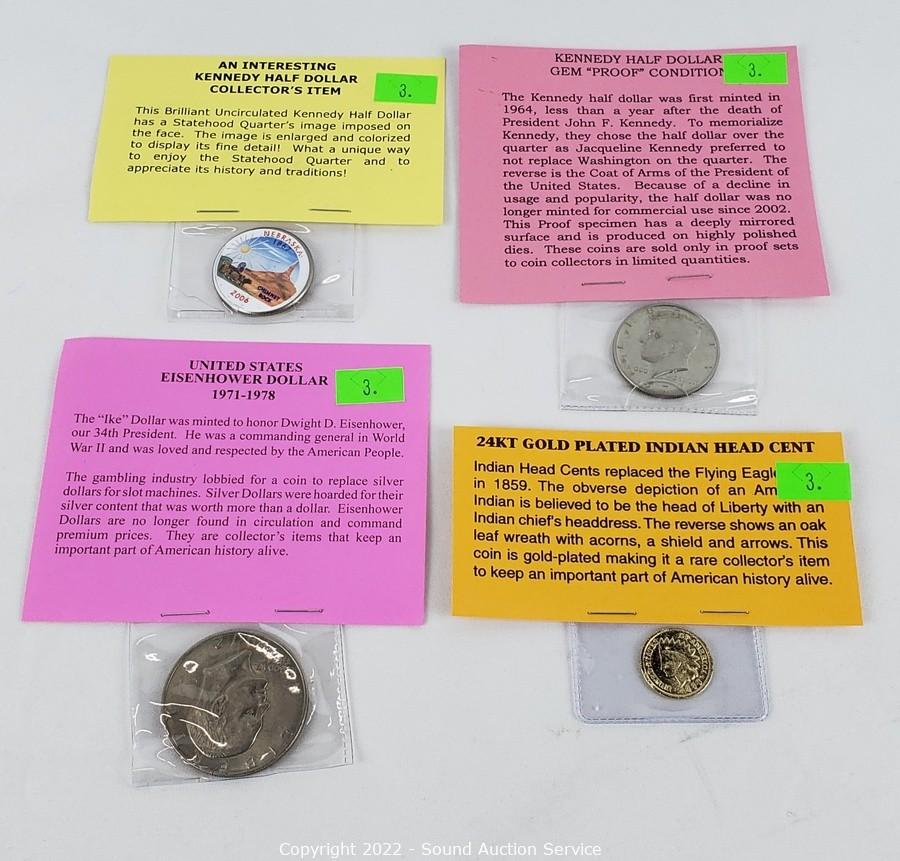 AN INTERESTING
KENNEDY HALF DOLLAR
COLLECTOR'S ITEM
3.
This Brilliant Uncirculated Kennedy Half Dollar
has a Statehood Quarter's image imposed on
the face. The image is enlarged and colorized
to display its fine detail! What a unique way
to enjoy the Statehood Quarter and to
appreciate its history and traditions!
NEBRASKA
1867
CHIMNEY
ROCK
2006
KENNEDY HALF DOLLAR
GEM "PROOF" CONDITION
3.
The Kennedy half dollar was first minted in
1964, less than a year after the death of
President John F. Kennedy. To memorialize
Kennedy, they chose the half dollar over the
quarter as Jacqueline Kennedy preferred to
not replace Washington on the quarter. The
reverse is the Coat of Arms of the President of
the United States. Because of a decline in
usage and popularity, the half dollar was no
longer minted for commercial use since 2002.
This Proof specimen has a deeply mirrored
surface and is produced on highly polished
dies. These coins are sold only in proof sets
to coin collectors in limited quantities.
UNITED STATES
EISENHOWER DOLLAR
1971-1978
3.
The "Ike" Dollar was minted to honor Dwight D. Eisenhower,
our 34th President. He was a commanding general in World
War II and was loved and respected by the American People.
The gambling industry lobbied for a coin to replace silver
dollars for slot machines. Silver Dollars were hoarded for their
silver content that was worth more than a dollar. Eisenhower
Dollars are no longer found in circulation and command
premium prices. They are collector's items that keep an
important part of American history alive.
24KT GOLD PLATED INDIAN HEAD CENT
3.
Indian Head Cents replaced the Flying Eagle
in 1859. The obverse depiction of an Am
Indian is believed to be the head of Liberty with an
Indian chief's headdress. The reverse shows an oak
leaf wreath with acorns, a shield and arrows. This
coin is gold-plated making it a rare collector's item
to keep an important part of American history alive.
Copyright 2022 - Sound Auction Service